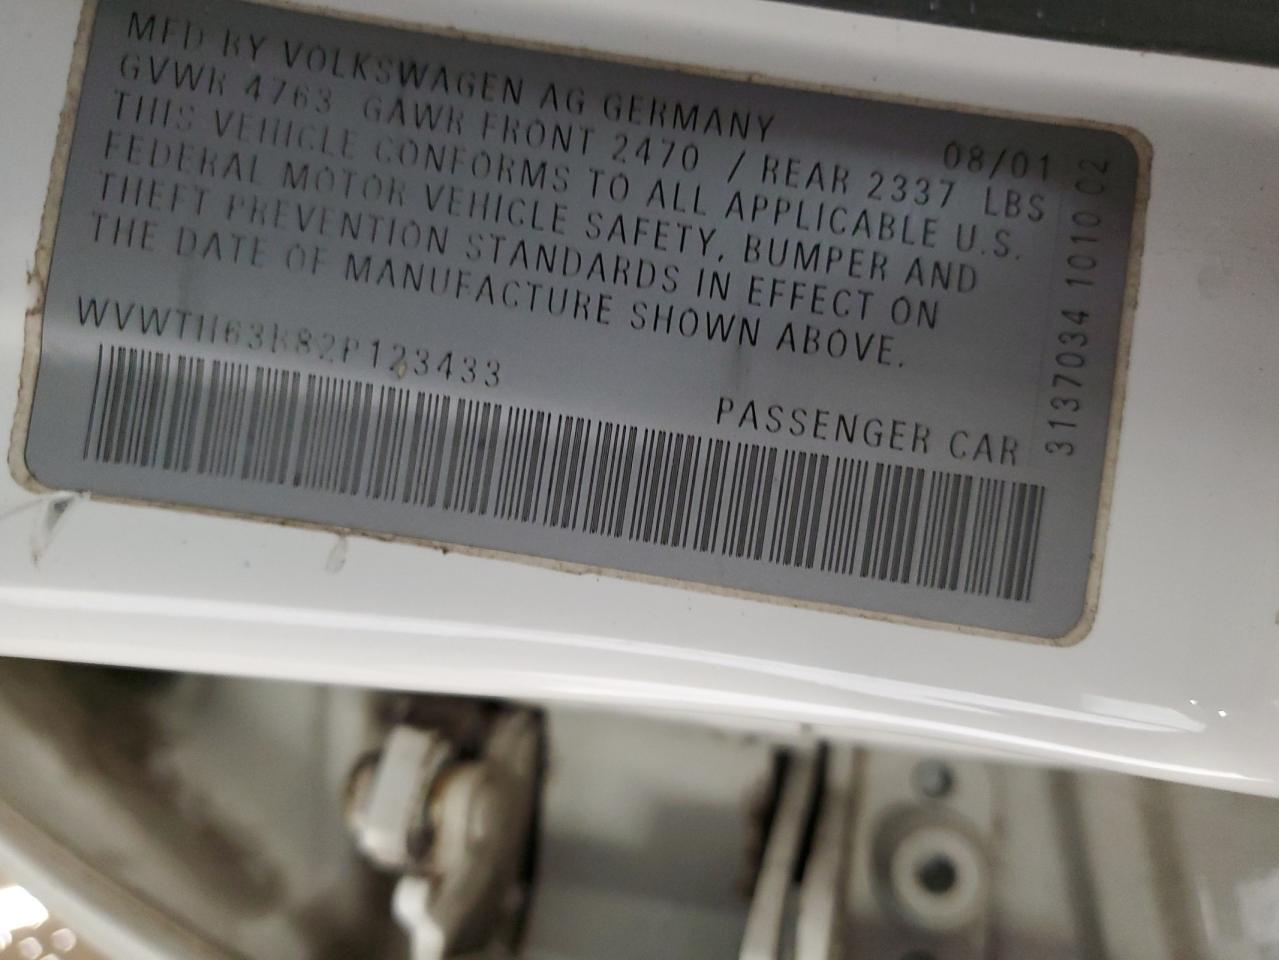 MFD BY VOLKSWAGEN AG GERMANY 08/01
GVWR 4763 GAWR FRONT 2470 / REAR 2337 LBS
THIS VEHICLE CONFORMS TO ALL APPLICABLE U.S.
FEDERAL MOTOR VEHICLE SAFETY, BUMPER AND
THEFT PREVENTION STANDARDS IN EFFECT ON
THE DATE OF MANUFACTURE SHOWN ABOVE.
WVWTH63B82P123433
PASSENGER CAR
3137034 1010 02